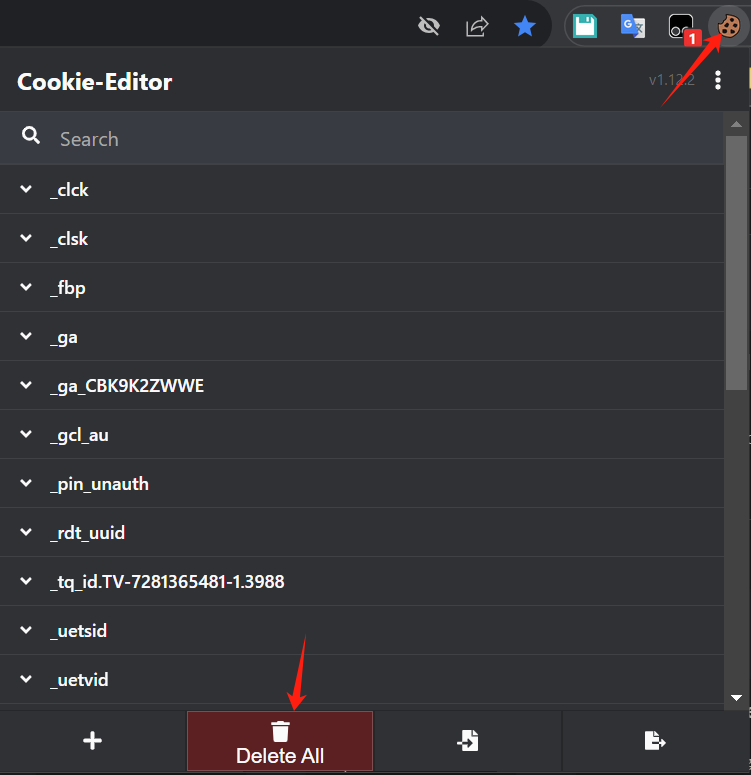 1
Cookie-Editor
v1.12.2
Search
_clck
_clsk
_fbp
_ga
_ga_CBK9K2ZWWE
_gcl_au
_pin_unauth
_rdt_uuid
_tq_id.TV-7281365481-1.3988
_uetsid
_uetvid
Delete All